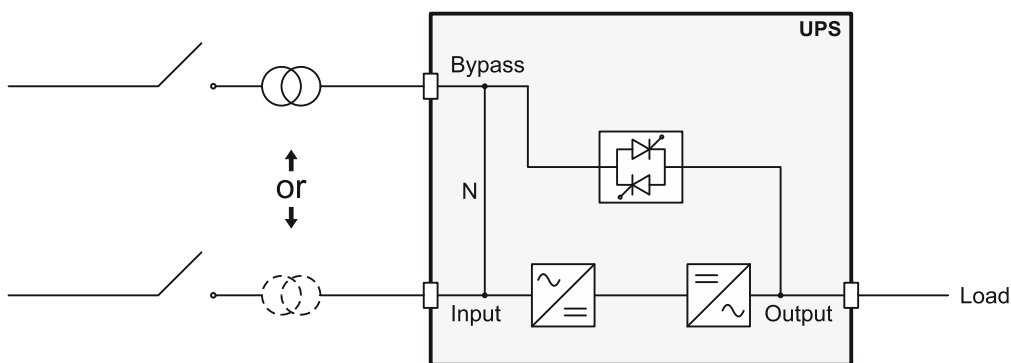 UPS
Bypass
or
N
Input
Output
Load